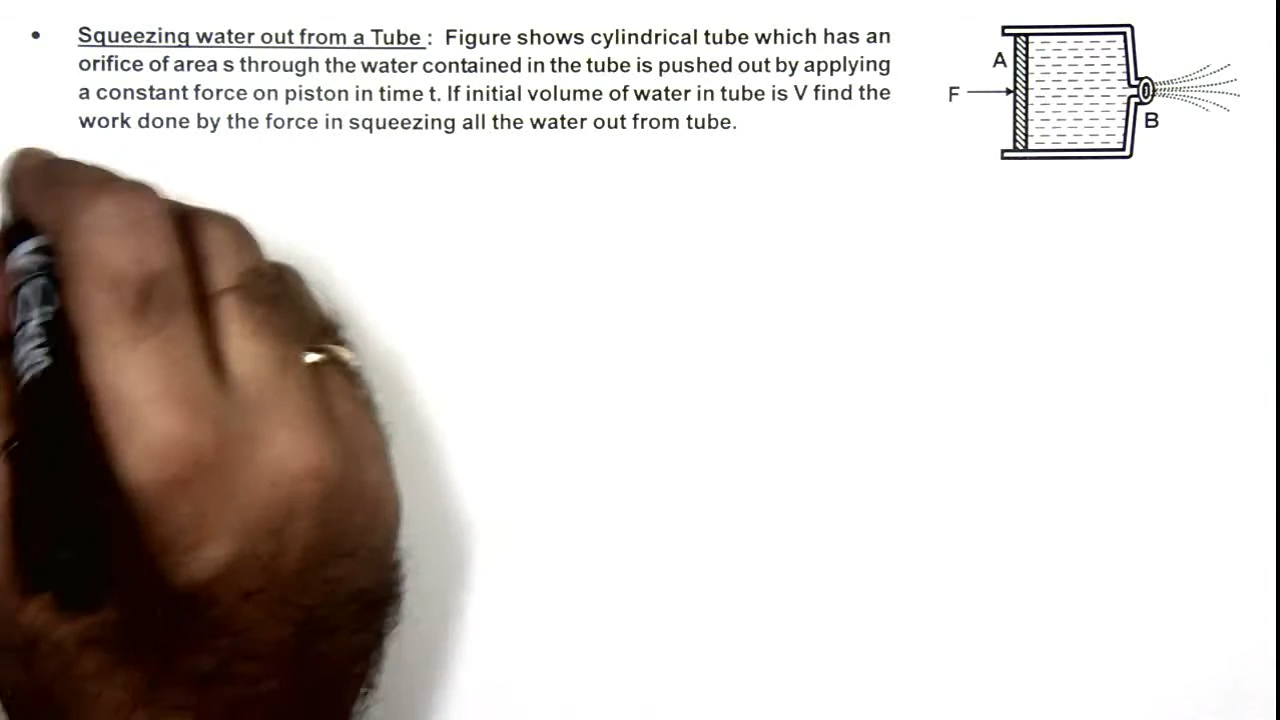 • Squeezing water out from a Tube : Figure shows cylindrical tube which has an
orifice of area s through th water contained in the tube is pushed out by applying
a constant force on piston in time t. If initial volume of water in tube is V find the
work done by the force in squeezing all the water out from tube.
A
F
B